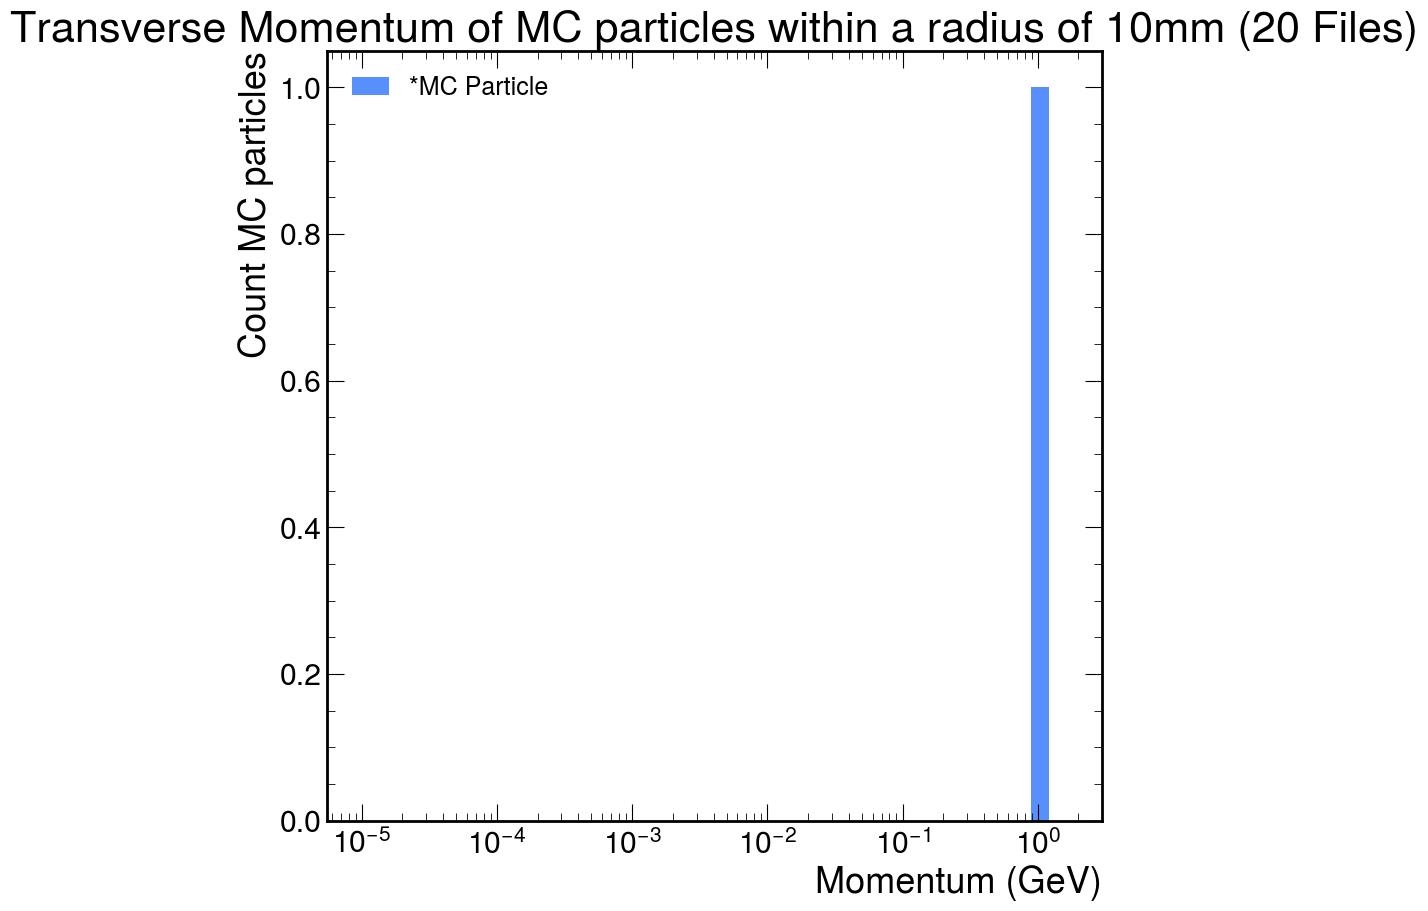 Transverse Momentum of MC particles within a radius of 10mm (20 Files)
Count MC particles
*MC Particle
1.0
0.8
0.6
0.4
0.2
0.0
10⁻⁵ 10⁻⁴ 10⁻³ 10⁻² 10⁻¹ 10⁰
Momentum (GeV)